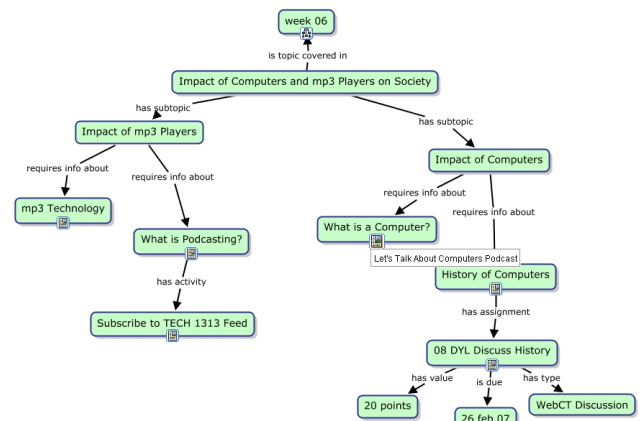 week 06
is topic covered in
Impact of Computers and mp3 Players on Society
has subtopic
has subtopic
Impact of mp3 Players
Impact of Computers
requires info about
requires info about
requires info about
requires info about
mp3 Technology
What is a Computer?
What is Podcasting?
Let's Talk About Computers Podcast
History of Computers
has activity
has assignment
Subscribe to TECH 1313 Feed
08 DYL Discuss History
has value
is due
has type
20 points
WebCT Discussion
26 feb 07